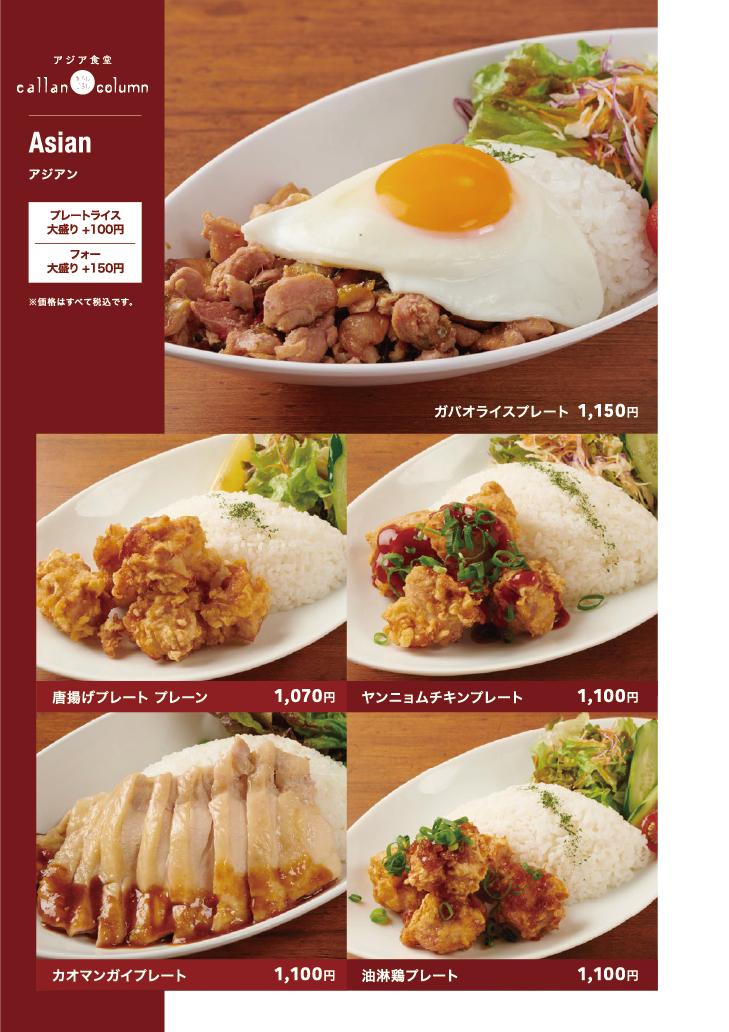 アジア食堂
callan column
Asian
アジアン
プレートライス
大盛り +100円
フォー
大盛り +150円
※価格はすべて税込です。
ガパオライスプレート 1,150円
唐揚げプレート プレーン 1,070円
ヤンニョムチキンプレート 1,100円
カオマンガイプレート 1,100円
油淋鶏プレート 1,100円